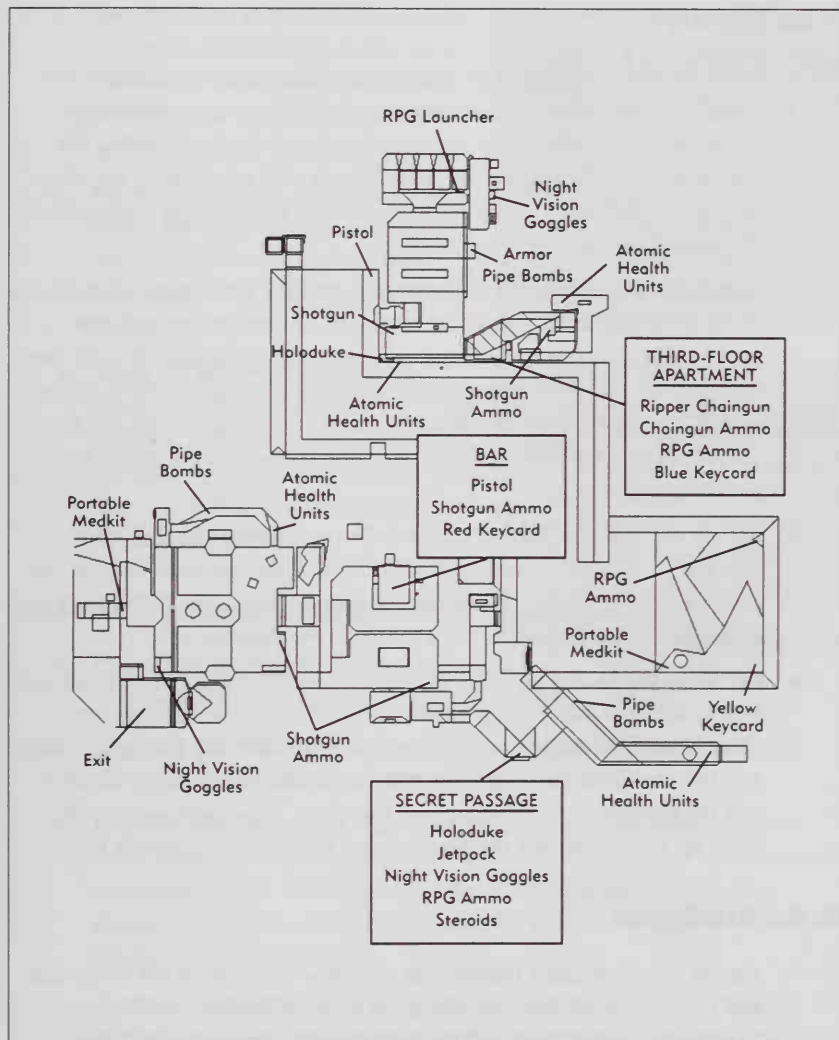 RPG Launcher
Night
Vision
Goggles
Pistol
Armor
Pipe Bombs
Atomic
Health
Units
Shotgun
Holoduke
Atomic
Health Units
Shotgun
Ammo
THIRD-FLOOR
APARTMENT
Ripper Chaingun
Chaingun Ammo
RPG Ammo
Blue Keycard
BAR
Pistol
Shotgun Ammo
Red Keycard
Pipe
Bombs
Portable
Medkit
Atomic
Health
Units
RPG
Ammo
Portable
Medkit
Yellow
Keycard
Pipe
Bombs
Atomic
Health Units
Exit
Night Vision
Goggles
Shotgun
Ammo
SECRET PASSAGE
Holoduke
Jetpack
Night Vision Goggles
RPG Ammo
Steroids